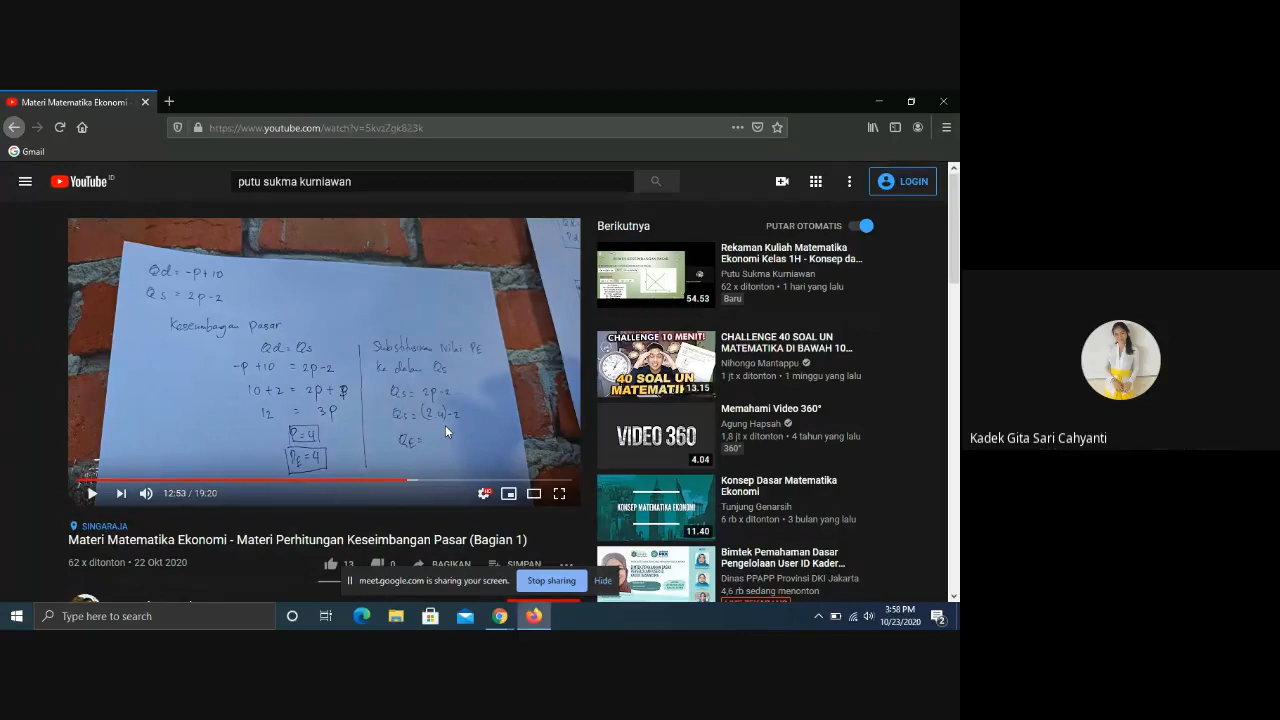 Materi Matematika Ekonomi -
https://www.youtube.com/watch?v=5kvzZgk823k
Gmail
YouTube ID
putu sukma kurniawan
LOGIN
Qd = -P+10
Qs = 2P-2
Keseimbagan Pasar
Qd = Qs
-P + 10 = 2P-2
10+2 = 2P+P
12 = 3P
P=4
PE=4
Substitusikan Nilai PE
Ke dalam Qs
Qs = 2P-2
Qs = (2.4)-2
QE =
12:53 / 19:20
SINGARAJA
Materi Matematika Ekonomi - Materi Perhitungan Keseimbangan Pasar (Bagian 1)
62 x ditonton • 22 Okt 2020
13
0
BAGIKAN
SIMPAN
Berikutnya
PUTAR OTOMATIS
54.53
Rekaman Kuliah Matematika
Ekonomi Kelas 1H - Konsep da...
Putu Sukma Kurniawan
62 x ditonton • 1 hari yang lalu
Baru
CHALLENGE 10 MENIT!
40 SOAL UN
MATEMATIK
13.15
CHALLENGE 40 SOAL UN
MATEMATIKA DI BAWAH 10...
Nihongo Mantappu
1 jt x ditonton • 1 minggu yang lalu
VIDEO 360°
4.04
Memahami Video 360°
Agung Hapsah
1,8 jt x ditonton • 4 tahun yang lalu
360°
KONSEP MATEMATIKA EKONOMI
11.40
Konsep Dasar Matematika
Ekonomi
Tunjung Genarsih
6 rb x ditonton • 3 bulan yang lalu
Bimtek Pemahaman Dasar
Pengelolaan User ID Kader...
Dinas PPAPP Provinsi DKI Jakarta
4,6 rb sedang menonton
meet.google.com is sharing your screen.
Stop sharing
Hide
Type here to search
3:58 PM
10/23/2020
2
Kadek Gita Sari Cahyanti